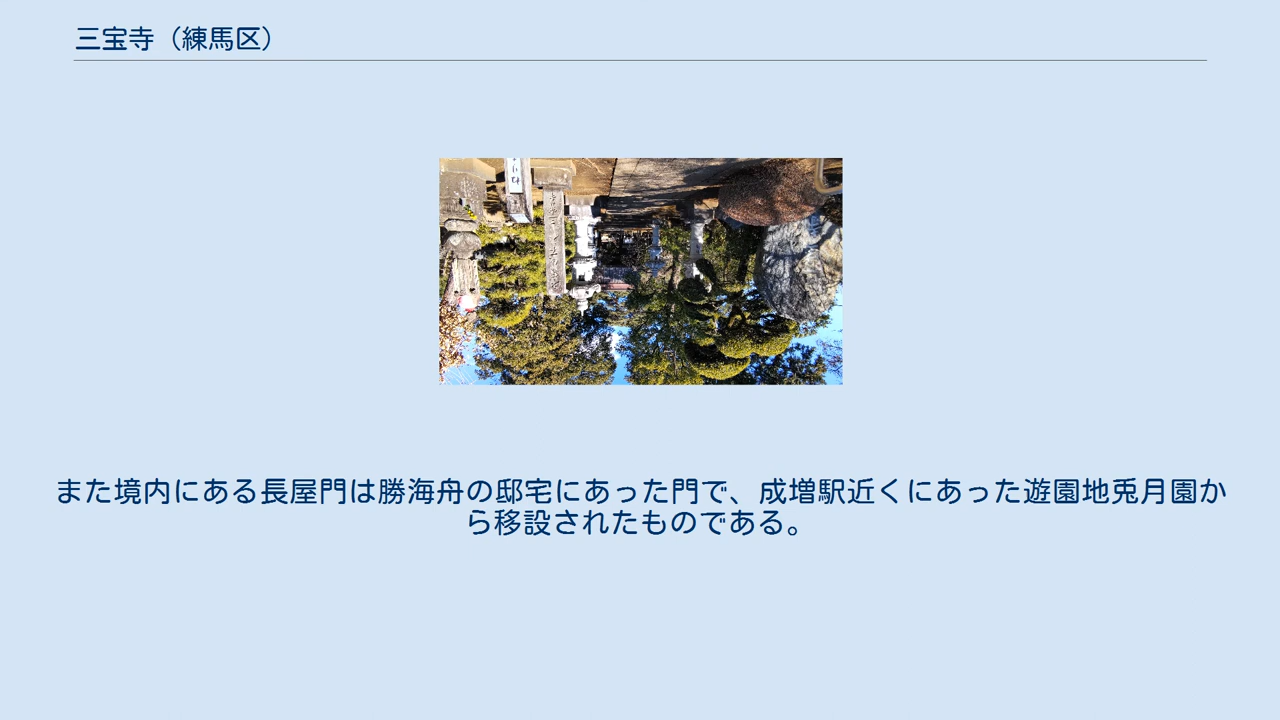 三宝寺（練馬区）
また境内にある長屋門は勝海舟の邸宅にあった門で、成増駅近くにあった遊園地兎月園か
ら移設されたものである。